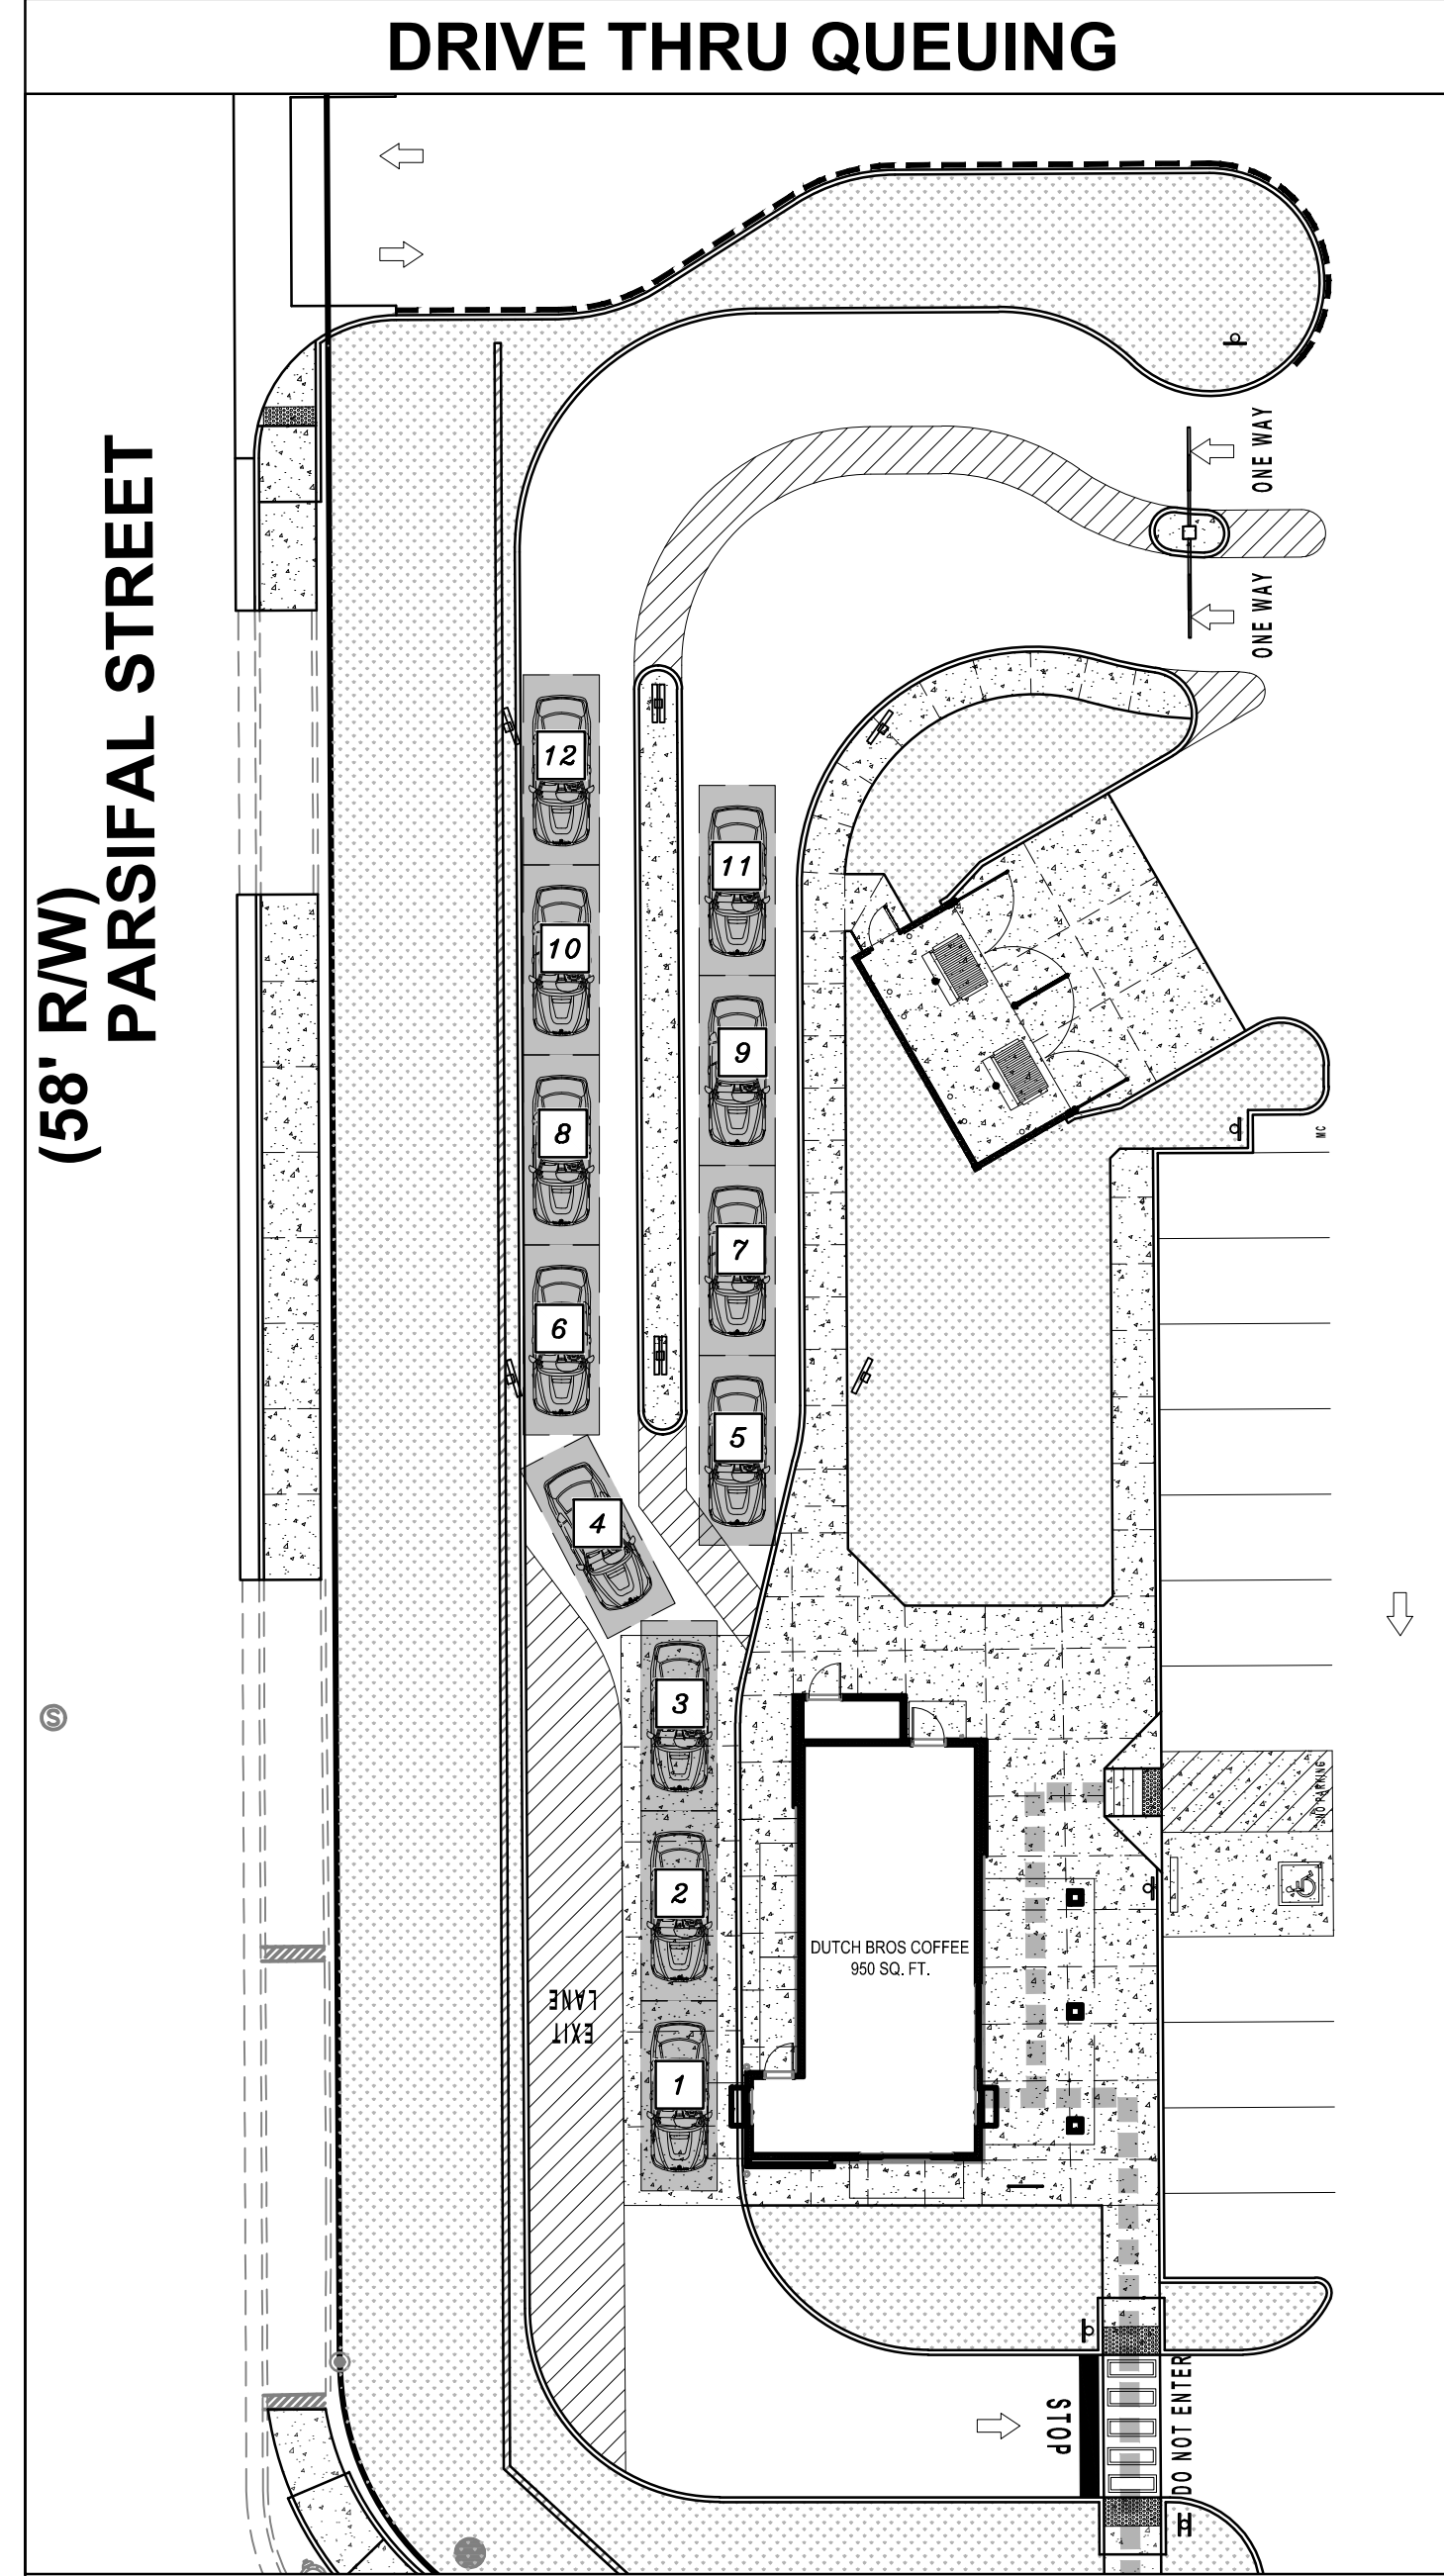 DRIVE THRU QUEUING
ONE WAY
ONE WAY
(58' R/W)
PARSIFAL STREET
12
11
10
9
8
MC
7
6
5
4
3
S
NO PARKING
2
DUTCH BROS COFFEE
950 SQ. FT.
EXIT
LANE
1
STOP
DO NOT ENTER